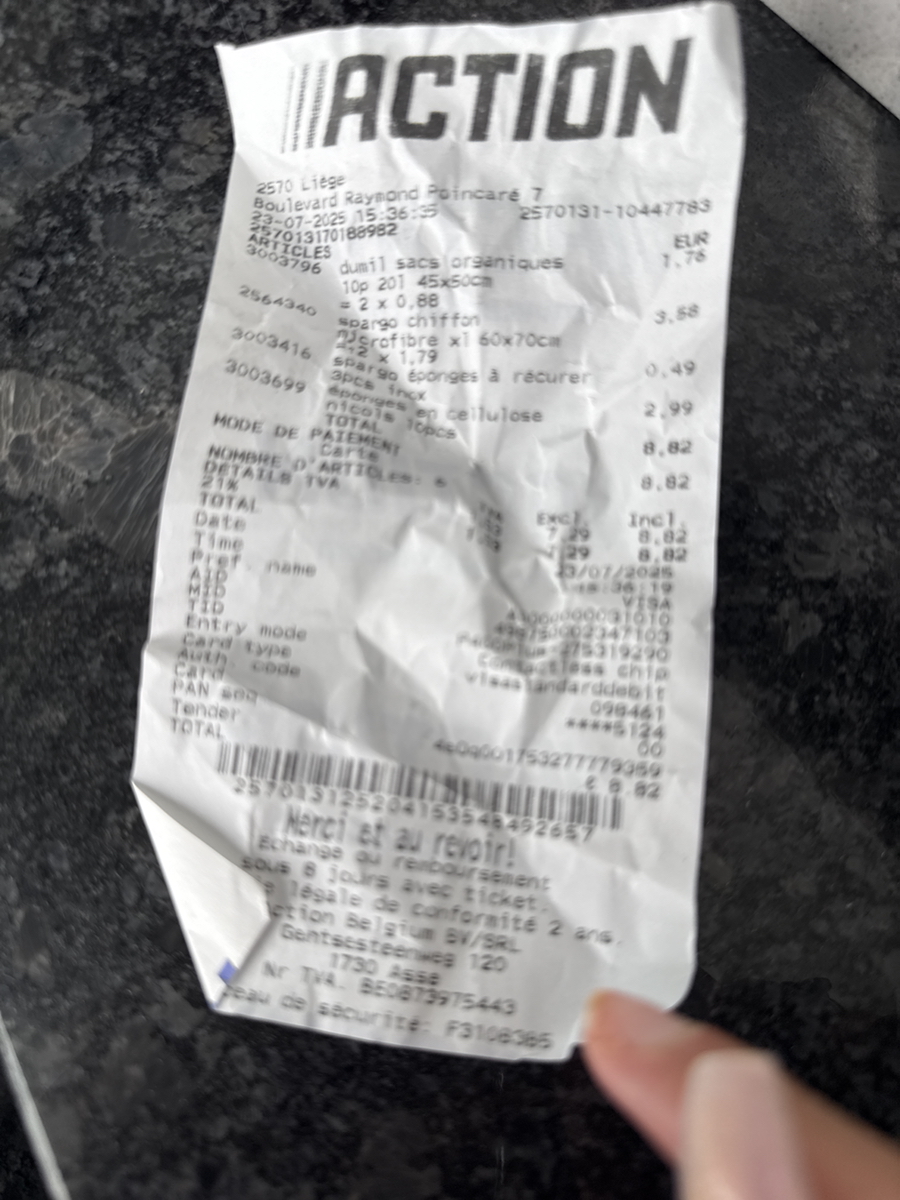 ACTION
2570 Liège
Boulevard Raymond Poincaré 7
23-07-2025 15:36:35 2570131-10447783
257013170188982
ARTICLES EUR
3003796 dumil sacs organiques 1.76
10p 20l 45x50cm
= 2 x 0,88
2564340 spargo chiffon 3.58
microfibre xl 60x70cm
2 x 1.79
3003416 spargo éponges à récurer 0.49
3pcs inox
3003699 éponges en cellulose 2.99
nicols 10pcs
TOTAL 8.82
MODE DE PAIEMENT
Carte 8.82
NOMBRE D'ARTICLES: 6
DETAILS TVA Excl. Incl.
21% 7.29 8.82
TOTAL 7.29 8.82
Date 23/07/2025
Time :36:19
Pref. name VISA
AID
MID
TID
Entry mode Contactless chip
Card type visastandarddebit
Auth. code 098461
Card ****5124
PAN seq 00
Tender
TOTAL € 8.82
Merci et au revoir!
Echange ou remboursement
sous 8 jours avec ticket.
légale de conformité 2 ans.
Action Belgium BV/SRL
Gentsesteenweg 120
1730 Asse
Nr TVA. BE0873975443
de sécurité: